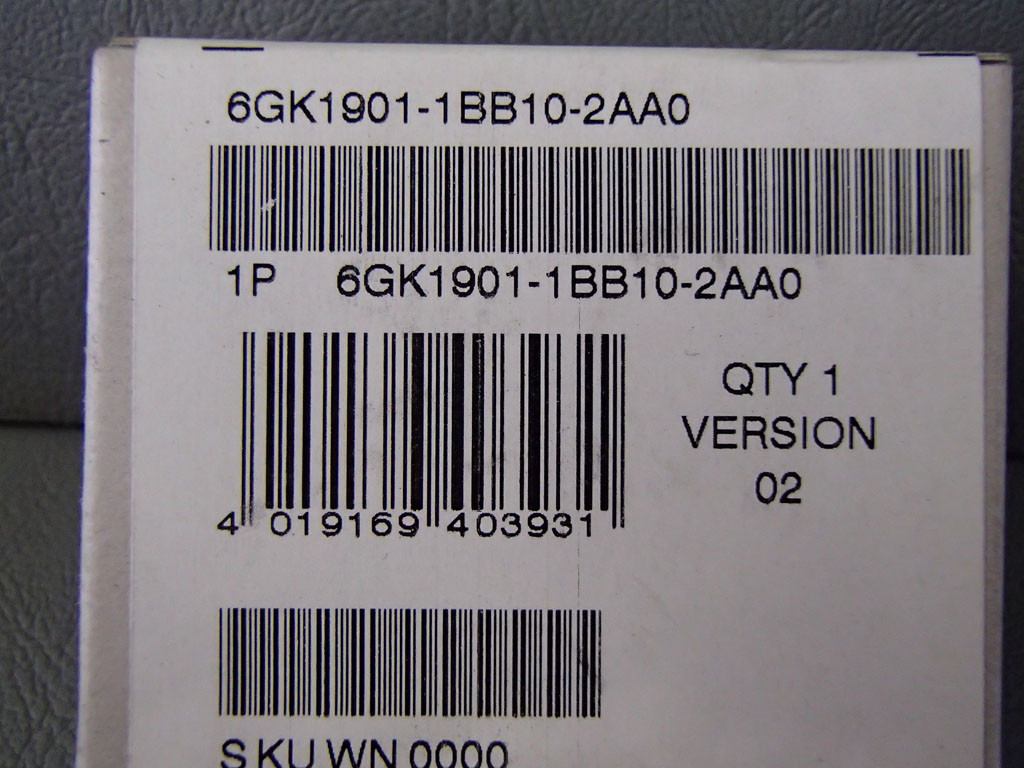 6GK1901-1BB10-2AA0
1P 6GK1901-1BB10-2AA0
QTY 1
VERSION
02
4 019169 403931
S KU WN 0000